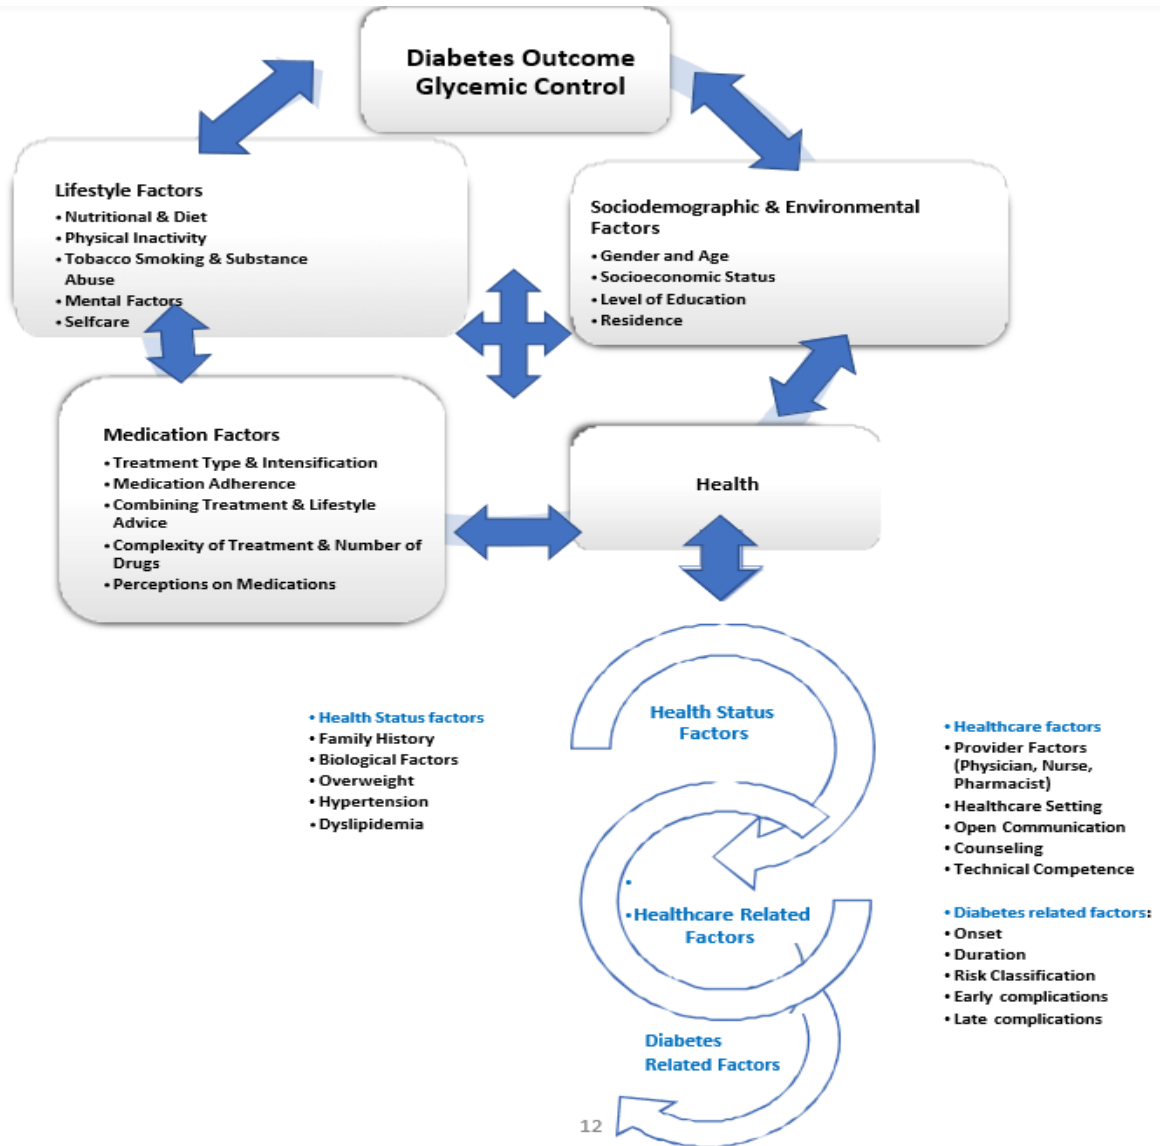 Diabetes Outcome
Glycemic Control
Lifestyle Factors
• Nutritional & Diet
• Physical Inactivity
• Tobacco Smoking & Substance
Abuse
• Mental Factors
• Selfcare
Sociodemographic & Environmental
Factors
• Gender and Age
• Socioeconomic Status
• Level of Education
• Residence
Medication Factors
• Treatment Type & Intensification
• Medication Adherence
• Combining Treatment & Lifestyle
Advice
• Complexity of Treatment & Number of
Drugs
• Perceptions on Medications
Health
• Health Status factors
• Family History
• Biological Factors
• Overweight
• Hypertension
• Dyslipidemia
Health Status
Factors
•
• Healthcare Related
Factors
Diabetes
Related Factors
• Healthcare factors
• Provider Factors
(Physician, Nurse,
Pharmacist)
• Healthcare Setting
• Open Communication
• Counseling
• Technical Competence
• Diabetes related factors:
• Onset
• Duration
• Risk Classification
• Early complications
• Late complications
12